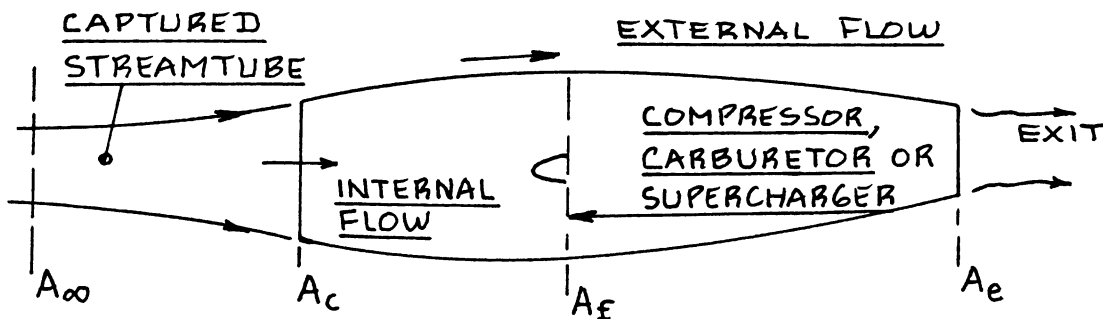 CAPTURED
STREAMTUBE
EXTERNAL FLOW
COMPRESSOR,
CARBURETOR OR
SUPERCHARGER
EXIT
INTERNAL
FLOW
A∞
Ac
Af
Ae